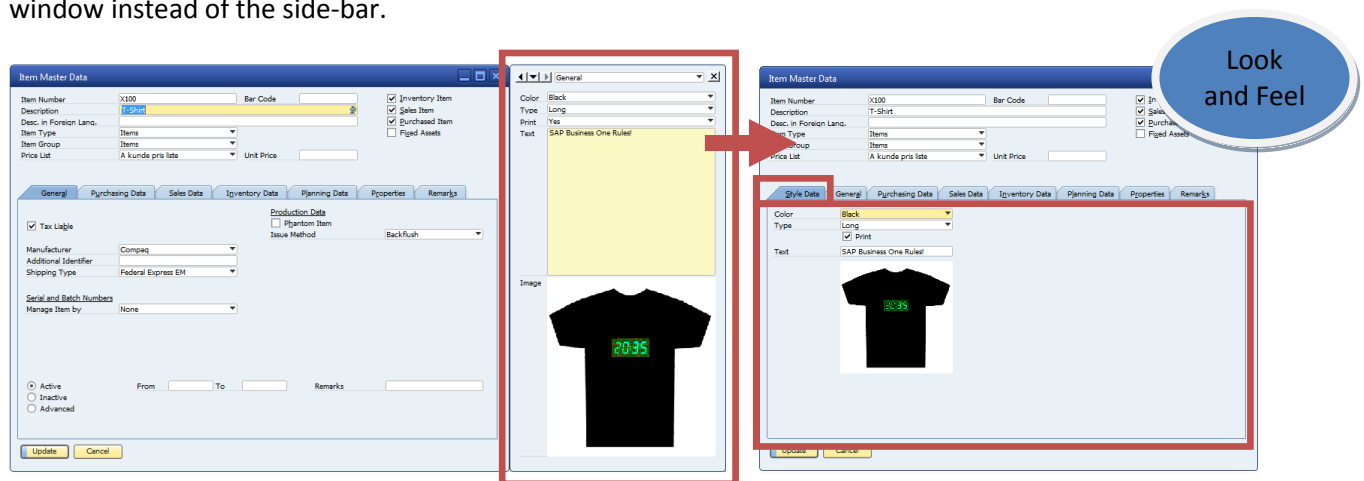 window instead of the side-bar.
Look
and Feel
Item Master Data
Item Number X100 Bar Code Inventory Item
Description T-Shirt Sales Item
Desc. in Foreign Lang. Purchased Item
Item Type Items Fixed Assets
Item Group Items
Price List A kunde pris liste Unit Price
General Purchasing Data Sales Data Inventory Data Planning Data Properties Remarks
Production Data
Tax Liable Phantom Item
Issue Method Backflush
Manufacturer Compaq
Additional Identifier
Shipping Type Federal Express EM
Serial and Batch Numbers
Manage Item by None
Active From To Remarks
Inactive
Advanced
Update Cancel
General
Color Black
Type Long
Print Yes
Text SAP Business One Rules!
Image
20:35
Item Master Data
Item Number X100 Bar Code In
Description T-Shirt Sales
Desc. in Foreign Lang. Purchas
Item Type Items Fixed Assets
Group Items
Price List A kunde pris liste Unit Price
Style Data General Purchasing Data Sales Data Inventory Data Planning Data Properties Remarks
Color Black
Type Long
Print
Text SAP Business One Rules!
20:35
Update Cancel